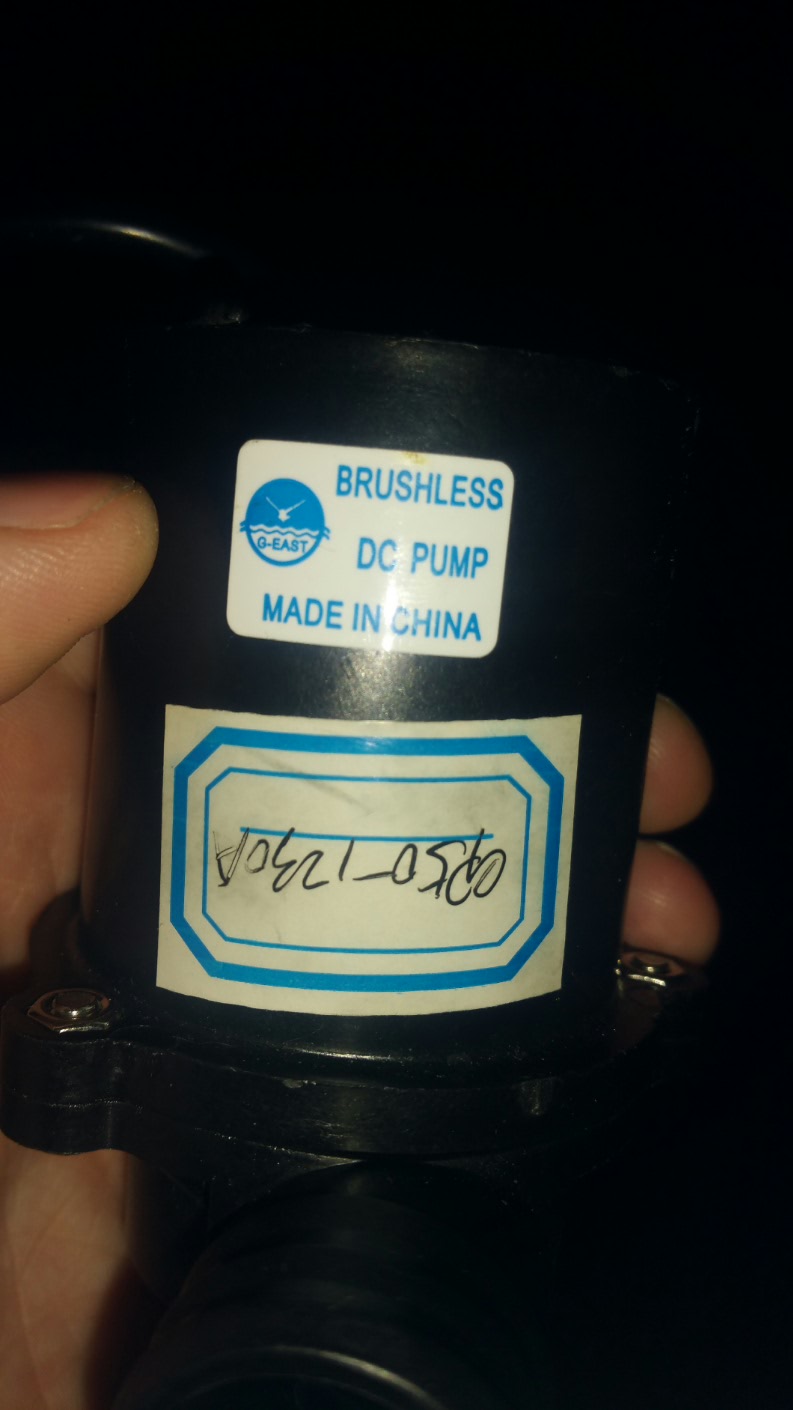 BRUSHLESS
G-EAST
DC PUMP
MADE IN CHINA